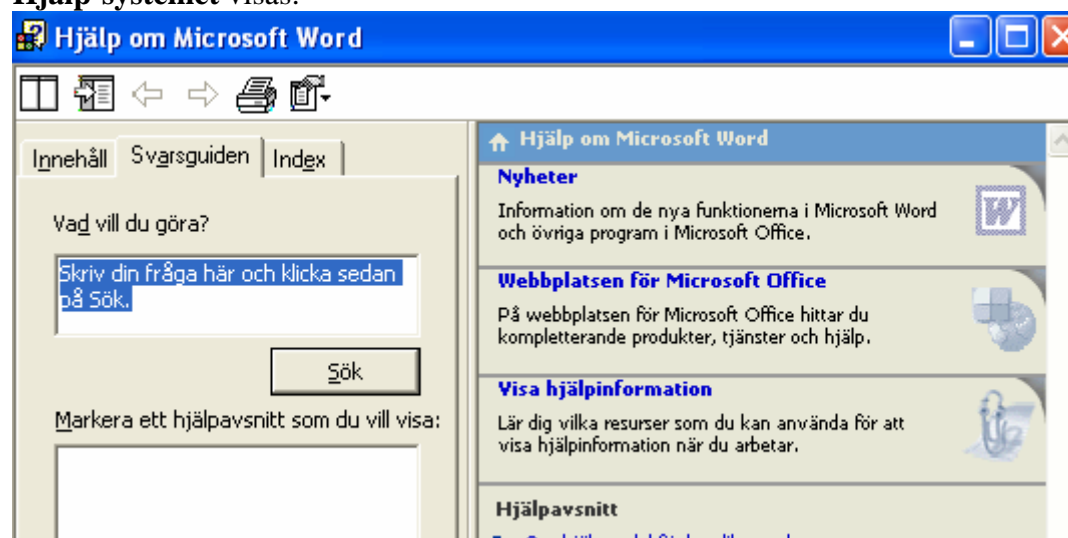 Hjälp-systemet visas.
Hjälp om Microsoft Word
Innehåll Svarsguiden Index
Vad vill du göra?
Skriv din fråga här och klicka sedan
på Sök.
Sök
Markera ett hjälpavsnitt som du vill visa:
Hjälp om Microsoft Word
Nyheter
Information om de nya funktionerna i Microsoft Word
och övriga program i Microsoft Office.
Webbplatsen för Microsoft Office
På webbplatsen för Microsoft Office hittar du
kompletterande produkter, tjänster och hjälp.
Visa hjälpinformation
Lär dig vilka resurser som du kan använda för att
visa hjälpinformation när du arbetar.
Hjälpavsnitt